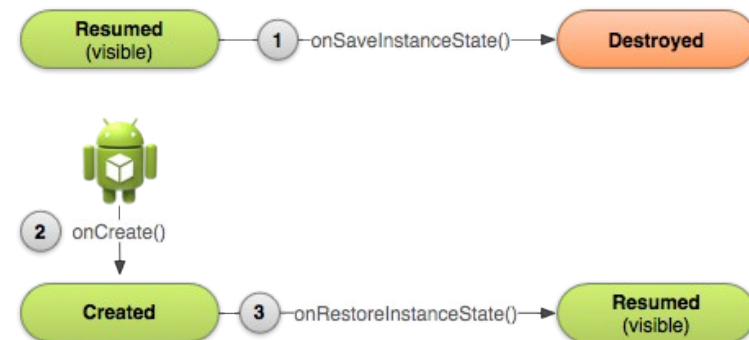 Resumed
(visible)
1
onSaveInstanceState()
Destroyed
2
onCreate()
Created
3
onRestoreInstanceState()
Resumed
(visible)